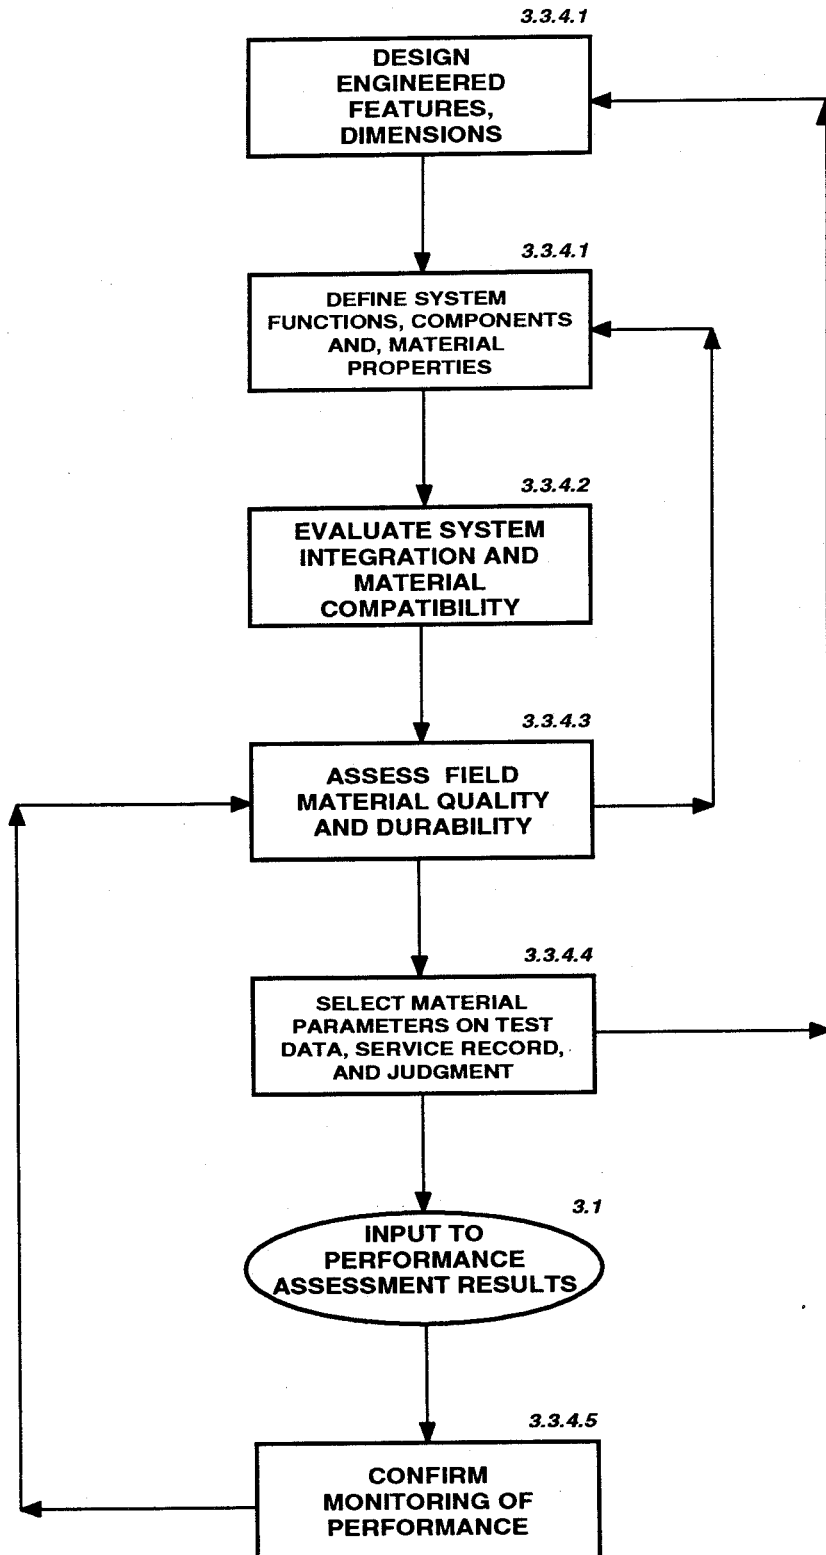 3.3.4.1
DESIGN
ENGINEERED
FEATURES,
DIMENSIONS
3.3.4.1
DEFINE SYSTEM
FUNCTIONS, COMPONENTS
AND, MATERIAL
PROPERTIES
3.3.4.2
EVALUATE SYSTEM
INTEGRATION AND
MATERIAL
COMPATIBILITY
3.3.4.3
ASSESS FIELD
MATERIAL QUALITY
AND DURABILITY
3.3.4.4
SELECT MATERIAL
PARAMETERS ON TEST
DATA, SERVICE RECORD,
AND JUDGMENT
3.1
INPUT TO
PERFORMANCE
ASSESSMENT RESULTS
3.3.4.5
CONFIRM
MONITORING OF
PERFORMANCE